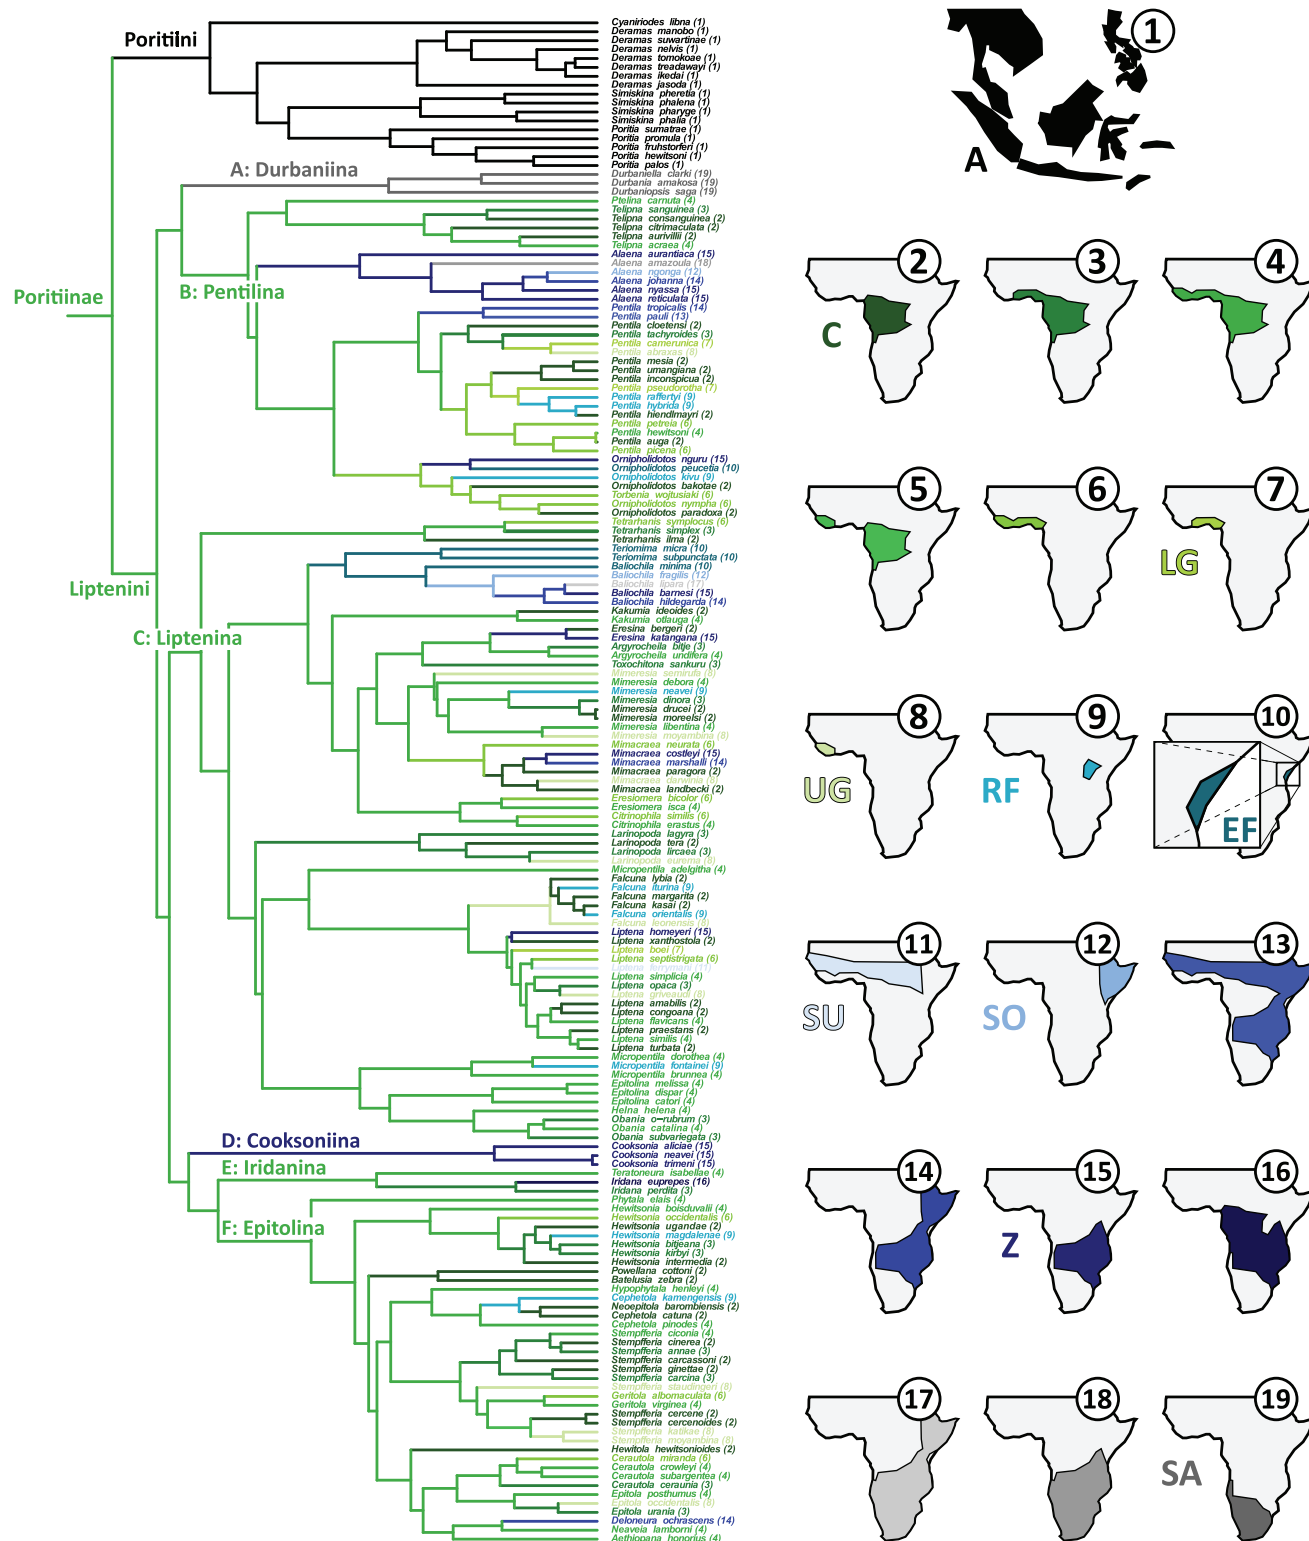 Poritiini
Cyaniriodes libna (1)
Deramas manobo (1)
Deramas suwartinae (1)
Deramas nelvis (1)
Deramas tomokoae (1)
Deramas treadawayi (1)
Deramas ikedai (1)
Deramas jasoda (1)
Simiskina pheretia (1)
Simiskina phalena (1)
Simiskina pharyge (1)
Simiskina phalia (1)
Poritia sumatrae (1)
Poritia promula (1)
Poritia fruhstorferi (1)
Poritia hewitsoni (1)
Poritia palos (1)
A: Durbaniina
Durbaniella clarki (19)
Durbania amakosa (19)
Durbaniopsis saga (19)
Ptelina carnuta (4)
Telipna sanguinea (3)
Telipna consanguinea (2)
Telipna citrimaculata (2)
Telipna aurivillii (2)
Telipna acraea (4)
Poritiinae
B: Pentilina
Alaena aurantiaca (15)
Alaena amazoula (18)
Alaena ngonga (12)
Alaena johanna (14)
Alaena nyassa (15)
Alaena reticulata (15)
Pentila tropicalis (14)
Pentila pauli (13)
Pentila cloetensi (2)
Pentila tachyroides (3)
Pentila camerunica (7)
Pentila abraxas (8)
Pentila mesia (2)
Pentila umangiana (2)
Pentila inconspicua (2)
Pentila pseudorotha (7)
Pentila raffertyi (9)
Pentila hybrida (9)
Pentila hiendlmayri (2)
Pentila petreia (6)
Pentila hewitsoni (4)
Pentila auga (2)
Pentila picena (6)
Ornipholidotos nguru (15)
Ornipholidotos peucetia (10)
Ornipholidotos kivu (9)
Ornipholidotos bakotae (2)
Torbenia wojtusiaki (6)
Ornipholidotos nympha (6)
Ornipholidotos paradoxa (2)
Liptenini
C: Liptenina
Tetrarhanis symplocus (6)
Tetrarhanis simplex (3)
Tetrarhanis ilma (2)
Teriomima micra (10)
Teriomima subpunctata (10)
Baliochila minima (10)
Baliochila fragilis (12)
Baliochila lipara (17)
Baliochila barnesi (15)
Baliochila hildegarda (14)
Kakumia ideoides (2)
Kakumia otlauga (4)
Eresina bergeri (2)
Eresina katangana (15)
Argyrocheila bitje (3)
Argyrocheila undifera (4)
Toxochitona sankuru (3)
Mimeresia semirufa (8)
Mimeresia debora (4)
Mimeresia neavei (9)
Mimeresia dinora (3)
Mimeresia drucei (2)
Mimeresia moreelsi (2)
Mimeresia libentina (4)
Mimeresia moyambina (8)
Mimacraea neurata (6)
Mimacraea costleyi (15)
Mimacraea marshalli (14)
Mimacraea paragora (2)
Mimacraea darwinia (8)
Mimacraea landbecki (2)
Eresiomera bicolor (6)
Eresiomera isca (4)
Citrinophila similis (6)
Citrinophila erastus (4)
Larinopoda lagyra (3)
Larinopoda tera (2)
Larinopoda lircaea (3)
Larinopoda eurema (8)
Micropentila adelgitha (4)
Falcuna lybia (2)
Falcuna iturina (9)
Falcuna margarita (2)
Falcuna kasai (2)
Falcuna orientalis (9)
Falcuna leonensis (8)
Liptena homeyeri (15)
Liptena xanthostola (2)
Liptena boei (7)
Liptena septistrigata (6)
Liptena ferrymani (11)
Liptena simplicia (4)
Liptena opaca (3)
Liptena griveaudi (8)
Liptena amabilis (2)
Liptena congoana (2)
Liptena flavicans (4)
Liptena praestans (2)
Liptena similis (4)
Liptena turbata (2)
Micropentila dorothea (4)
Micropentila fontainei (9)
Micropentila brunnea (4)
Epitolina melissa (4)
Epitolina dispar (4)
Epitolina catori (4)
Helna helena (4)
Obania o−rubrum (3)
Obania catalina (4)
Obania subvariegata (3)
D: Cooksoniina
Cooksonia aliciae (15)
Cooksonia neavei (15)
Cooksonia trimeni (15)
E: Iridanina
Teratoneura isabellae (4)
Iridana euprepes (16)
Iridana perdita (3)
F: Epitolina
Phytala elais (4)
Hewitsonia boisduvalii (4)
Hewitsonia occidentalis (6)
Hewitsonia ugandae (2)
Hewitsonia magdalenae (9)
Hewitsonia bitjeana (3)
Hewitsonia kirbyi (3)
Hewitsonia intermedia (2)
Powellana cottoni (2)
Batelusia zebra (2)
Hypophytala henleyi (4)
Cephetola kamengensis (9)
Neoepitola barombiensis (2)
Cephetola catuna (2)
Cephetola pinodes (4)
Stempfferia ciconia (4)
Stempfferia cinerea (2)
Stempfferia annae (3)
Stempfferia carcassoni (2)
Stempfferia ginettae (2)
Stempfferia carcina (3)
Stempfferia staudingeri (8)
Geritola albomaculata (6)
Geritola virginea (4)
Stempfferia cercene (2)
Stempfferia cercenoides (2)
Stempfferia katikae (8)
Stempfferia moyambina (8)
Hewitola hewitsonioides (2)
Cerautola miranda (6)
Cerautola crowleyi (4)
Cerautola subargentea (4)
Cerautola ceraunia (3)
Epitola posthumus (4)
Epitola occidentalis (8)
Epitola urania (3)
Deloneura ochrascens (14)
Neaveia lamborni (4)
Aethiopana honorius (4)
1
A
2
3
4
C
5
6
7
LG
8
9
10
UG
RF
EF
11
12
13
SU
SO
14
15
16
Z
17
18
19
SA